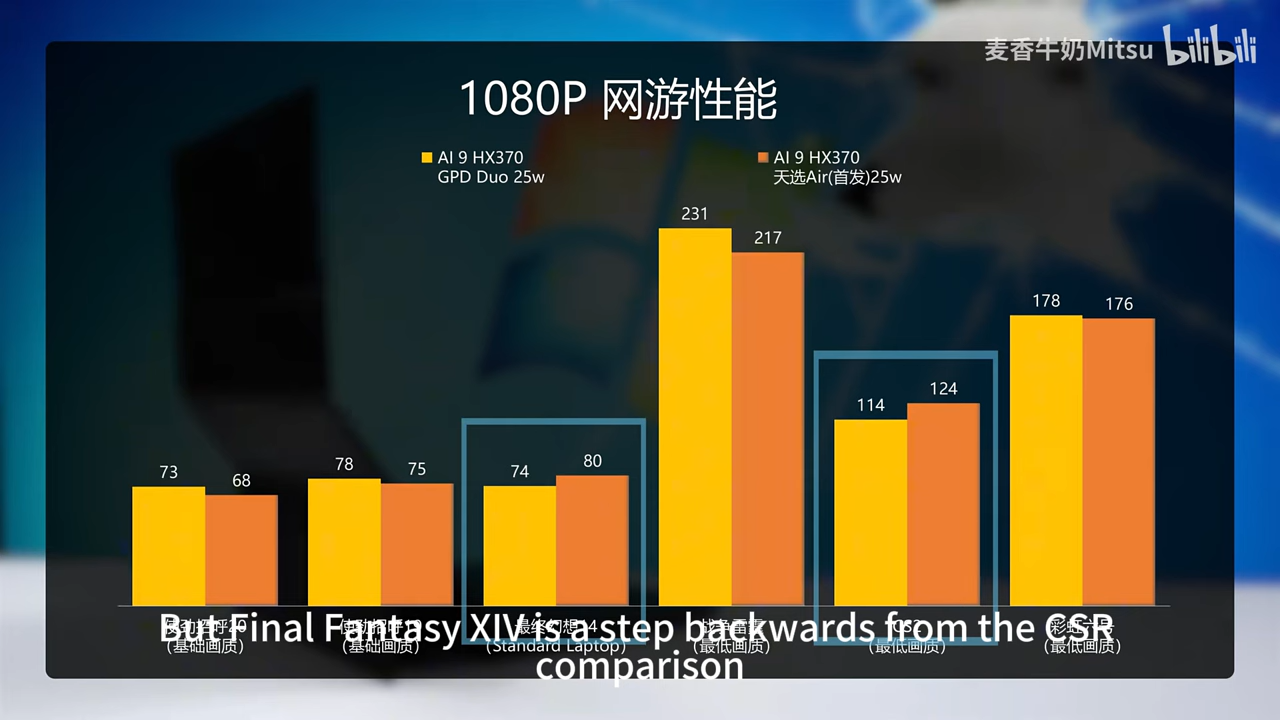 麦香牛奶Mitsu bilibili
1080P 网游性能
AI 9 HX370
GPD Duo 25w
AI 9 HX370
天选Air(首发)25w
231
217
178
176
124
114
78
75
74
80
73
68
But Final Fantasy XIV is a step backwards from the CSR
comparison
(基础画质)
(基础画质)
(Standard Laptop)
(最低画质)
(最低画质)
(最低画质)